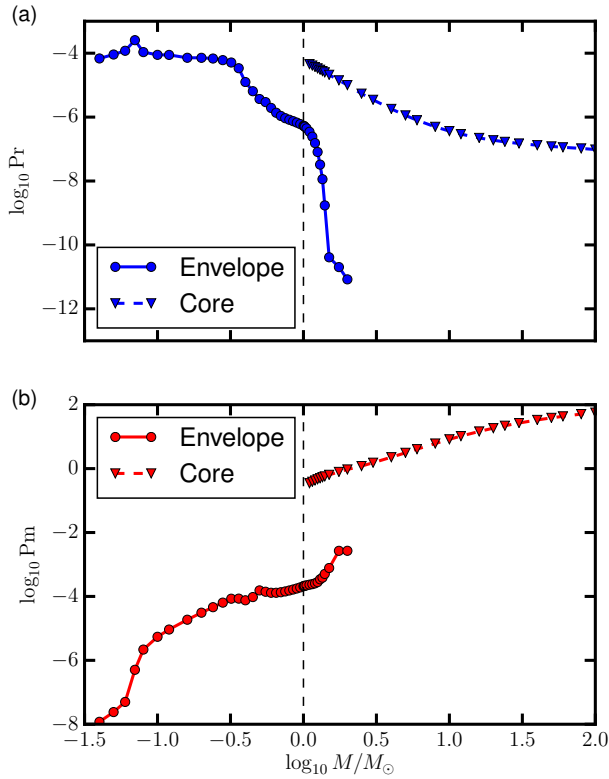 (a)
−4
−6
−8
−10
−12
log₁₀ Pr
Envelope
Core
(b)
2
0
−2
−4
−6
−8
log₁₀ Pm
Envelope
Core
−1.5 −1.0 −0.5 0.0 0.5 1.0 1.5 2.0
log₁₀ M/M☉